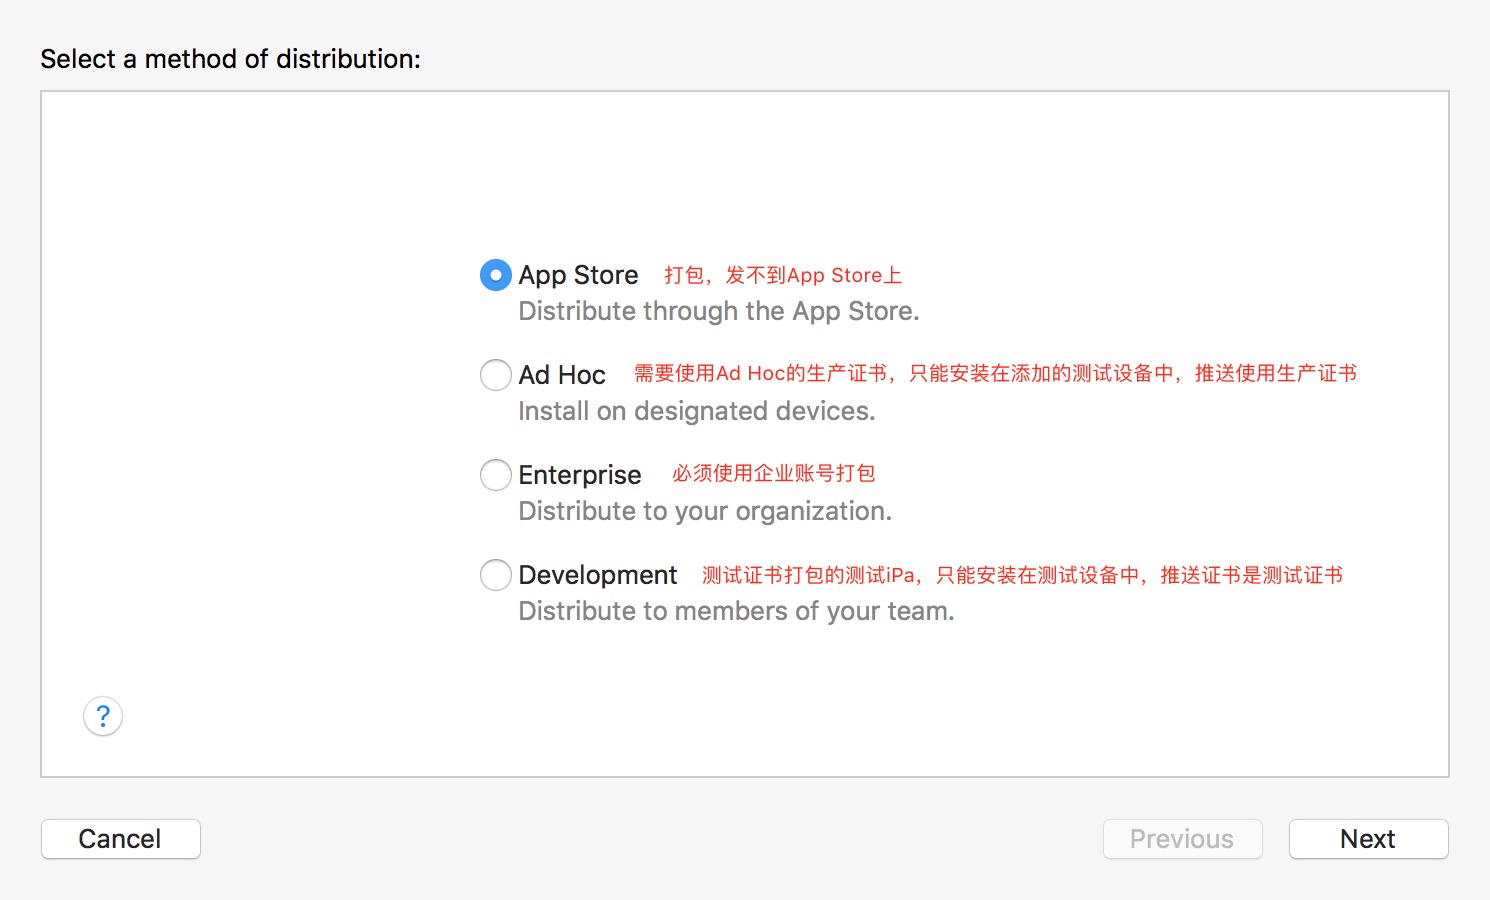 Select a method of distribution:
App Store 打包，发不到App Store上
Distribute through the App Store.
Ad Hoc 需要使用Ad Hoc的生产证书，只能安装在添加的测试设备中，推送使用生产证书
Install on designated devices.
Enterprise 必须使用企业账号打包
Distribute to your organization.
Development 测试证书打包的测试iPa，只能安装在测试设备中，推送证书是测试证书
Distribute to members of your team.
?
Cancel Previous Next